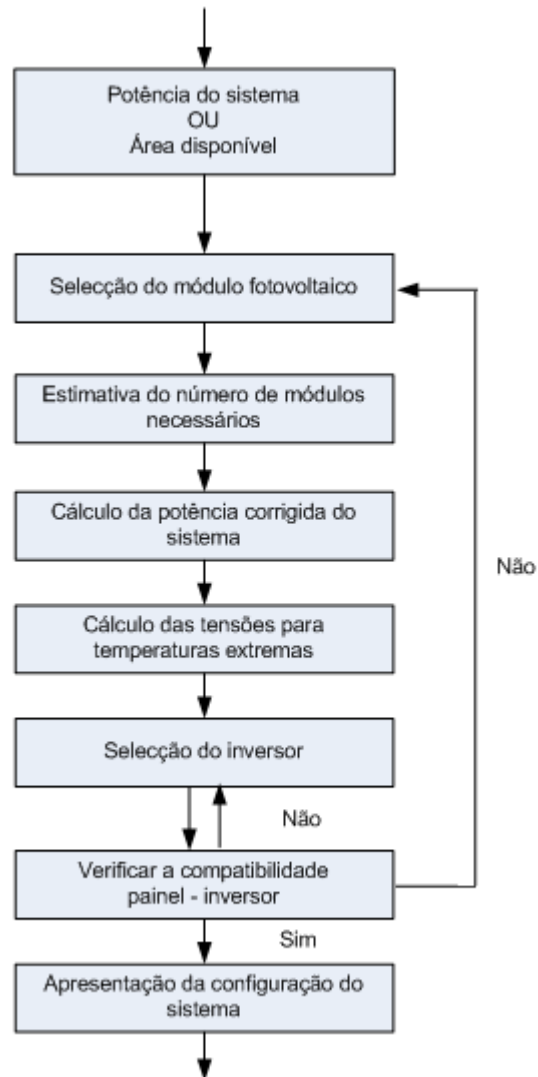 Potência do sistema
OU
Área disponível
Selecção do módulo fotovoltaico
Estimativa do número de módulos
necessários
Cálculo da potência corrigida do
sistema
Não
Cálculo das tensões para
temperaturas extremas
Selecção do inversor
Não
Verificar a compatibilidade
painel - inversor
Sim
Apresentação da configuração do
sistema